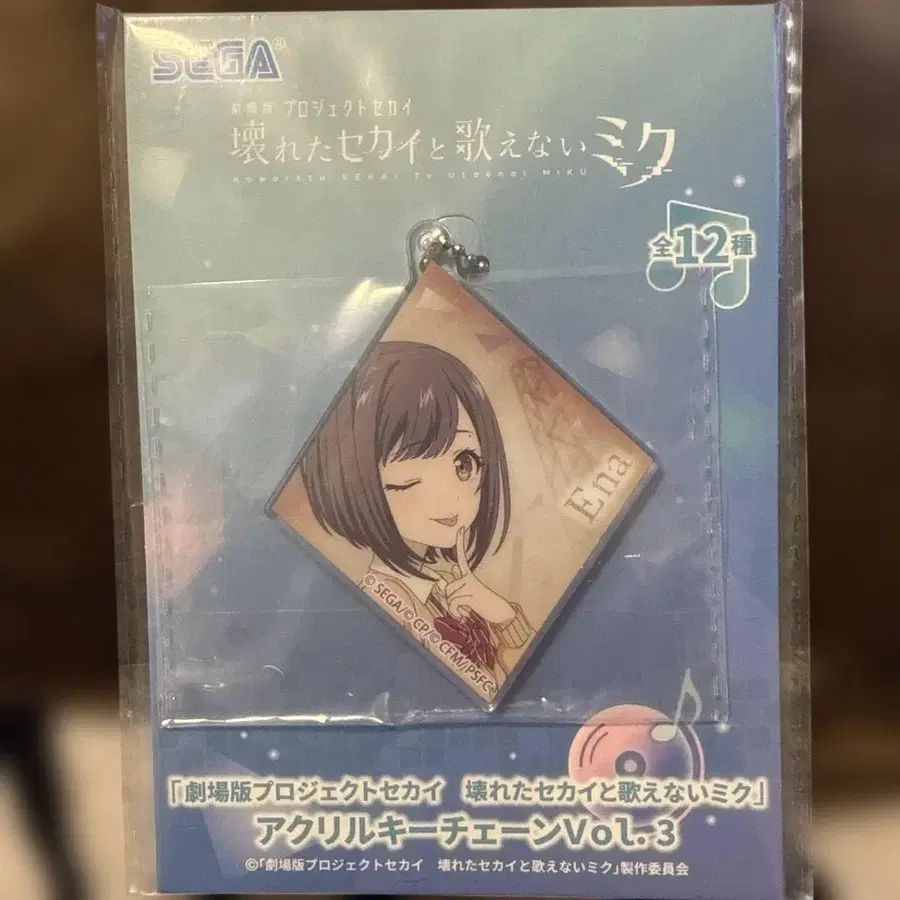 SEGA®
劇場版 プロジェクトセカイ
壊れたセカイと歌えないミク
Kowareta SEKAI To Utaenai MIKU
全12種
Ena
© SEGA/© CP/© CFM/PSFC
「劇場版プロジェクトセカイ 壊れたセカイと歌えないミク」
アクリルキーチェーンVol.3
©「劇場版プロジェクトセカイ 壊れたセカイと歌えないミク」製作委員会